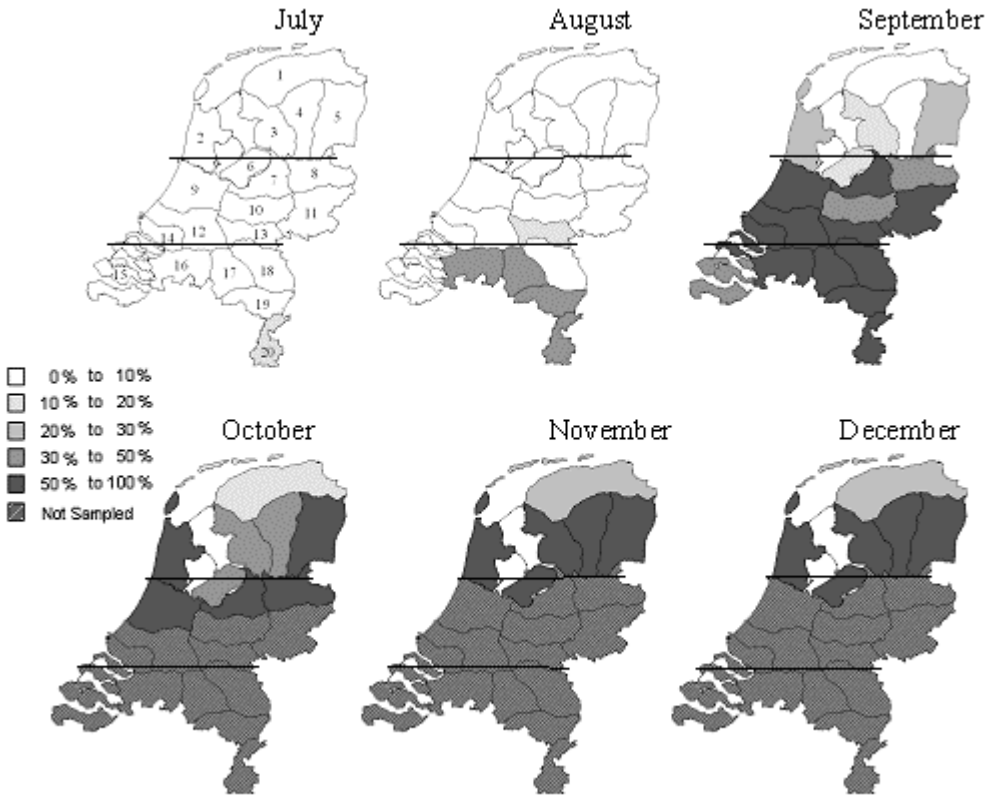 July August September
1
4
5
2
3
6
7
8
9
10
11
12
13
14
15
16
17
18
19
20
0% to 10%
10% to 20%
20% to 30%
30% to 50%
50% to 100%
Not Sampled
October November December